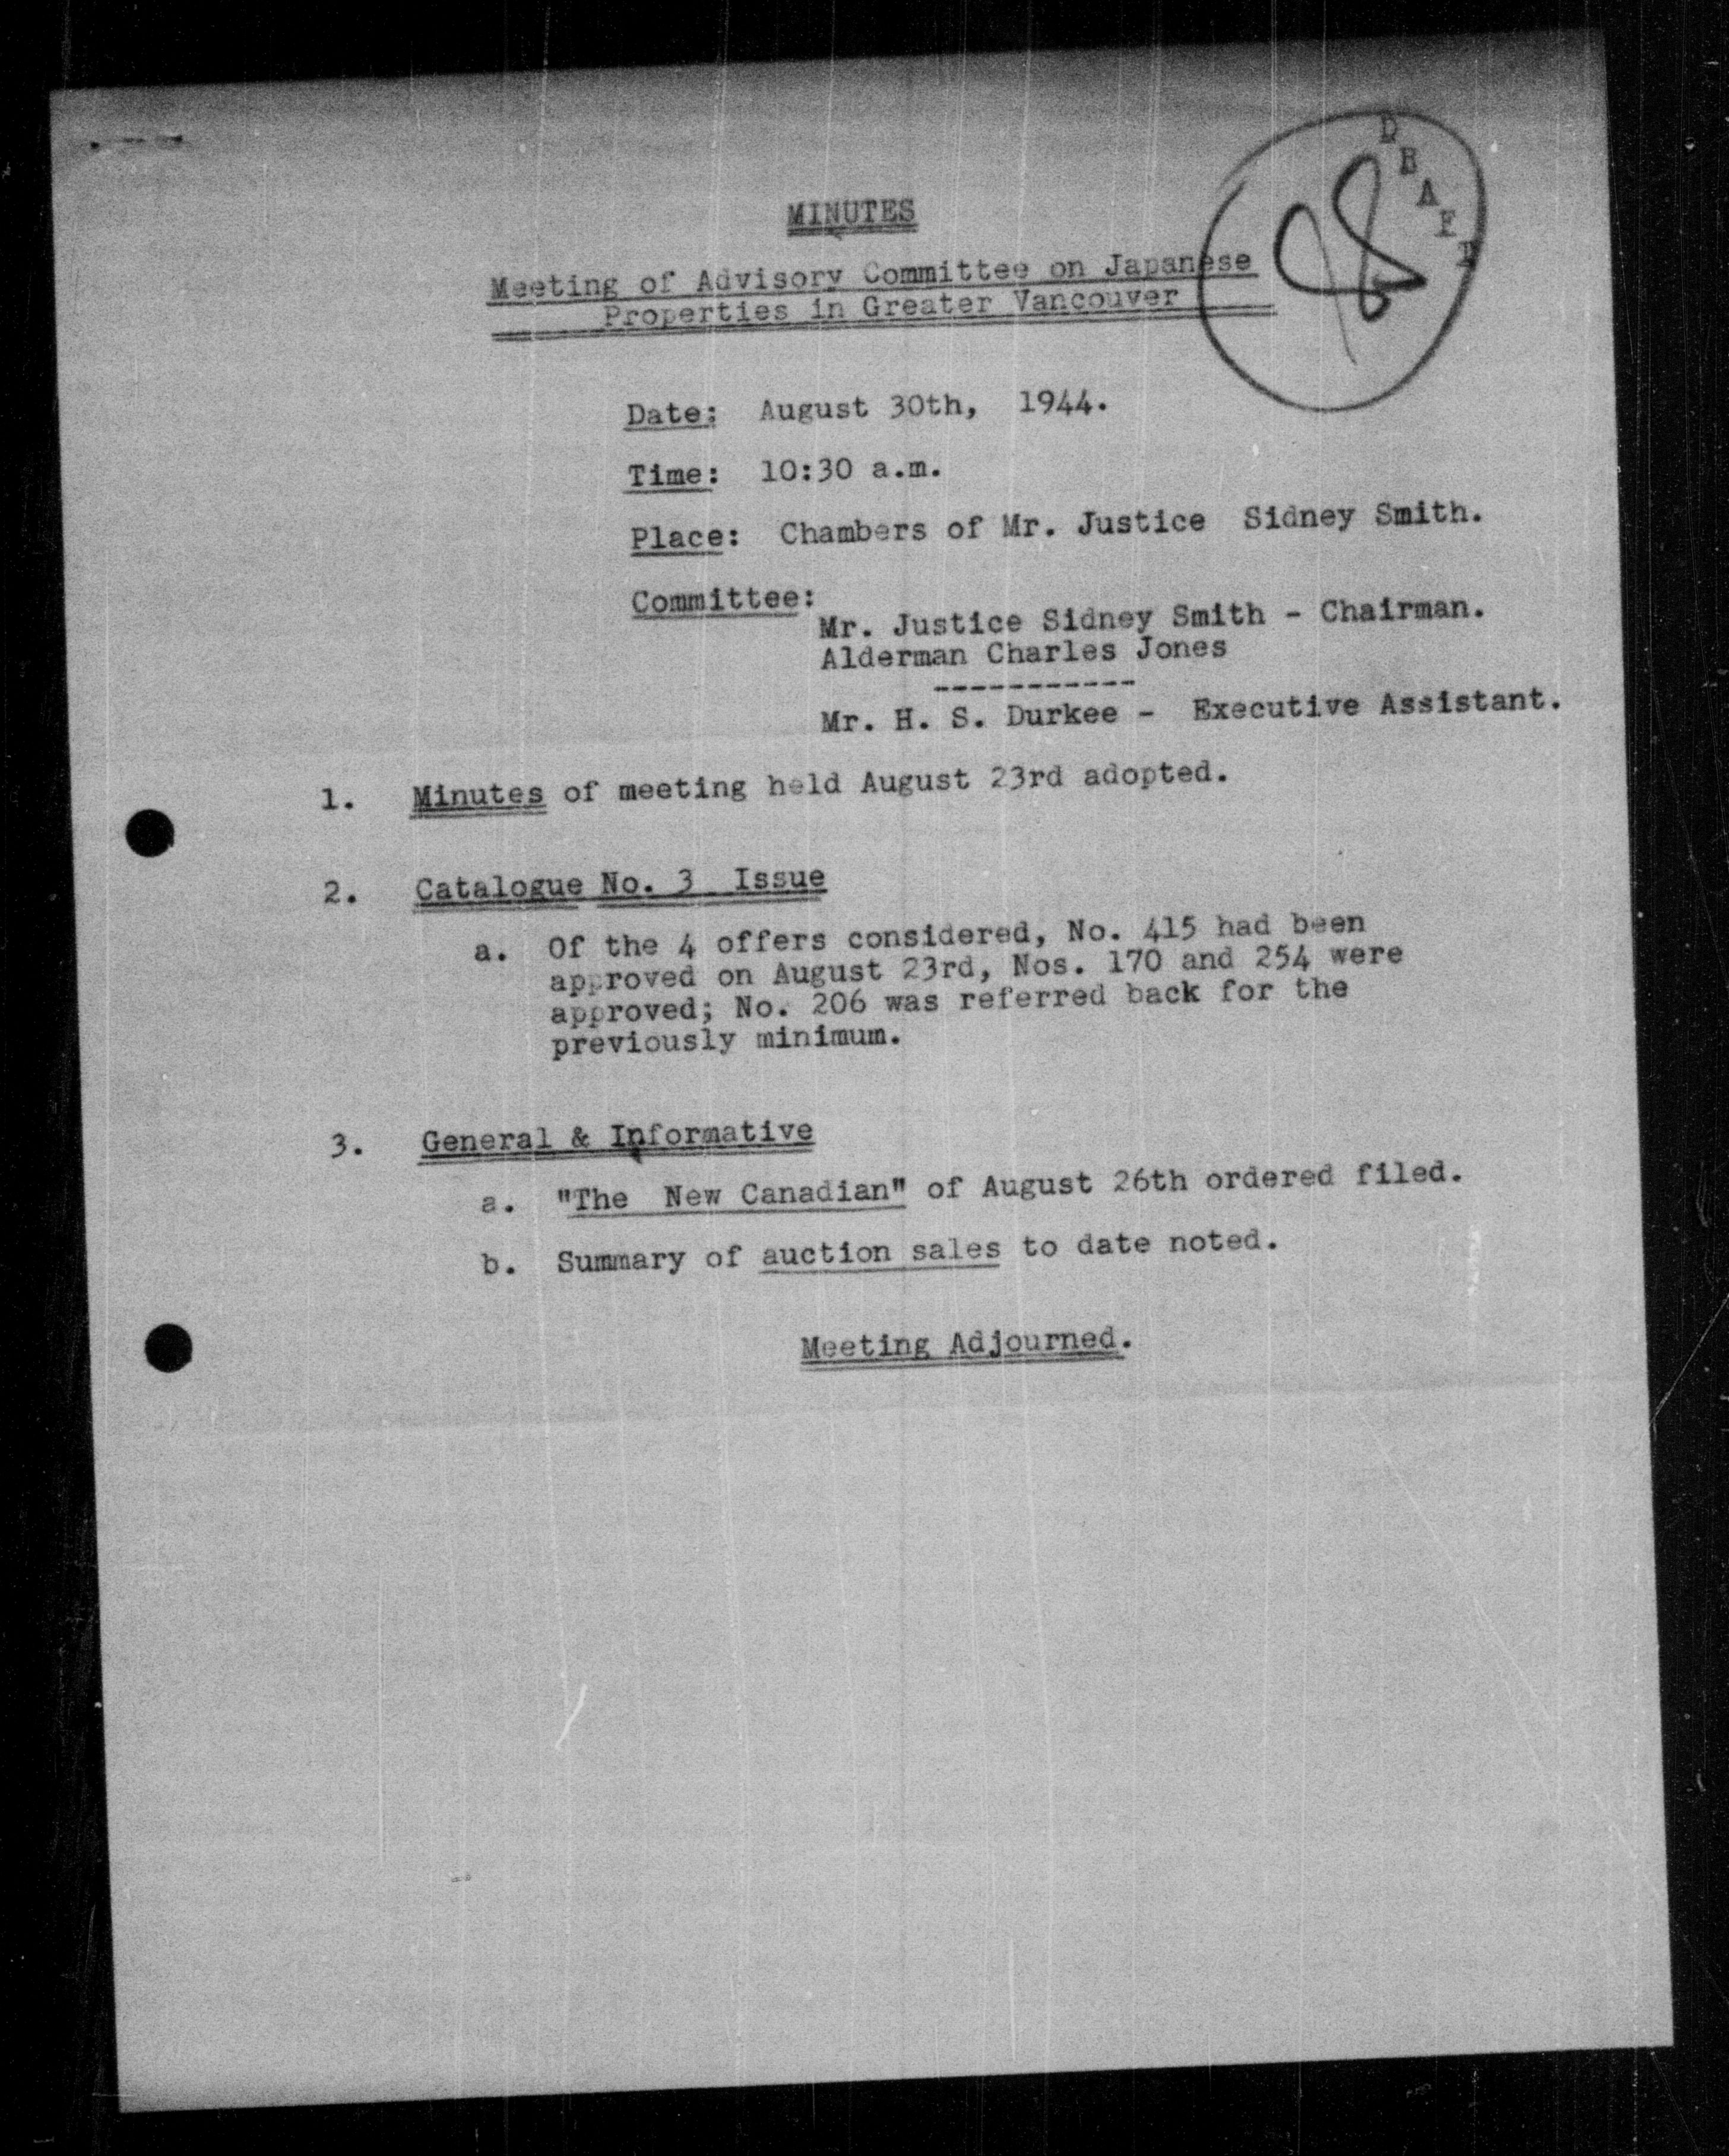 DRAFT
98
MINUTES
Meeting of Advisory Committee on Japanese
Properties in Greater Vancouver
Date: August 30th, 1944.
Time: 10:30 a.m.
Place: Chambers of Mr. Justice Sidney Smith.
Committee:
Mr. Justice Sidney Smith - Chairman.
Alderman Charles Jones
-----------
Mr. H. S. Durkee - Executive Assistant.
1. Minutes of meeting held August 23rd adopted.
2. Catalogue No. 3 Issue
a. Of the 4 offers considered, No. 415 had been
approved on August 23rd, Nos. 170 and 254 were
approved; No. 206 was referred back for the
previously minimum.
3. General & Informative
a. "The New Canadian" of August 26th ordered filed.
b. Summary of auction sales to date noted.
Meeting Adjourned.